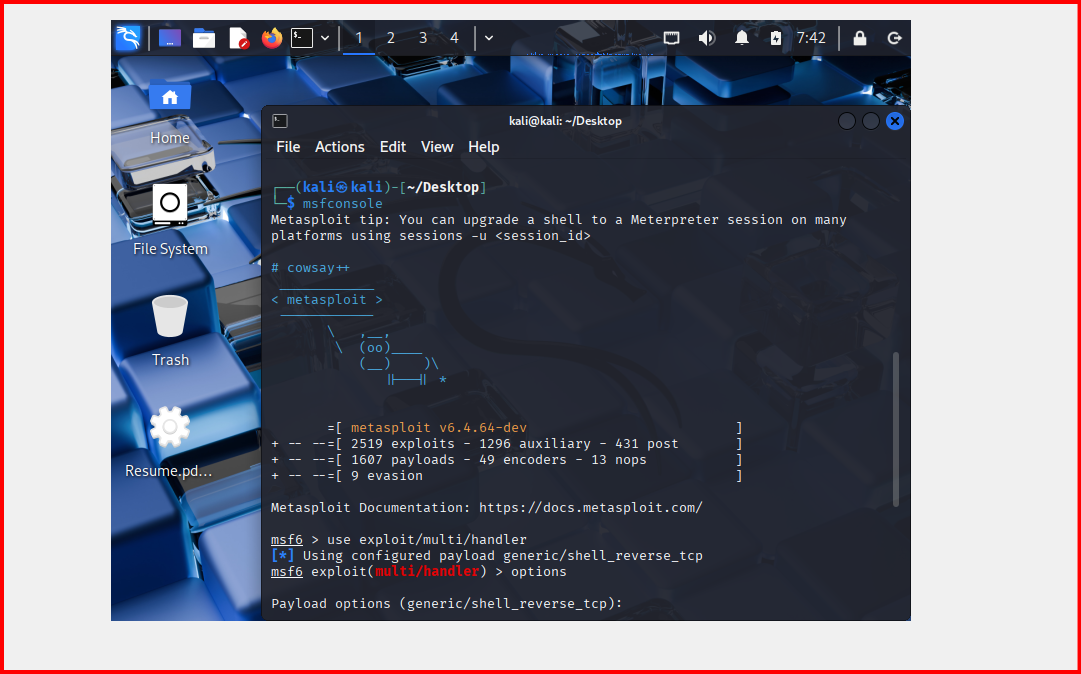 1 2 3 4 7:42
Home
File System
Trash
Resume.pd...
kali@kali: ~/Desktop
File Actions Edit View Help
┌──(kali㉿kali)-[~/Desktop]
└─$ msfconsole
Metasploit tip: You can upgrade a shell to a Meterpreter session on many
platforms using sessions -u <session_id>
# cowsay++
 ____________
< metasploit >
 ------------
       \   ,__,
        \  (oo)____
           (__)    )\
              ||--|| *
=[ metasploit v6.4.64-dev ]
+ -- --=[ 2519 exploits - 1296 auxiliary - 431 post ]
+ -- --=[ 1607 payloads - 49 encoders - 13 nops ]
+ -- --=[ 9 evasion ]
Metasploit Documentation: https://docs.metasploit.com/
msf6 > use exploit/multi/handler
[*] Using configured payload generic/shell_reverse_tcp
msf6 exploit(multi/handler) > options
Payload options (generic/shell_reverse_tcp):